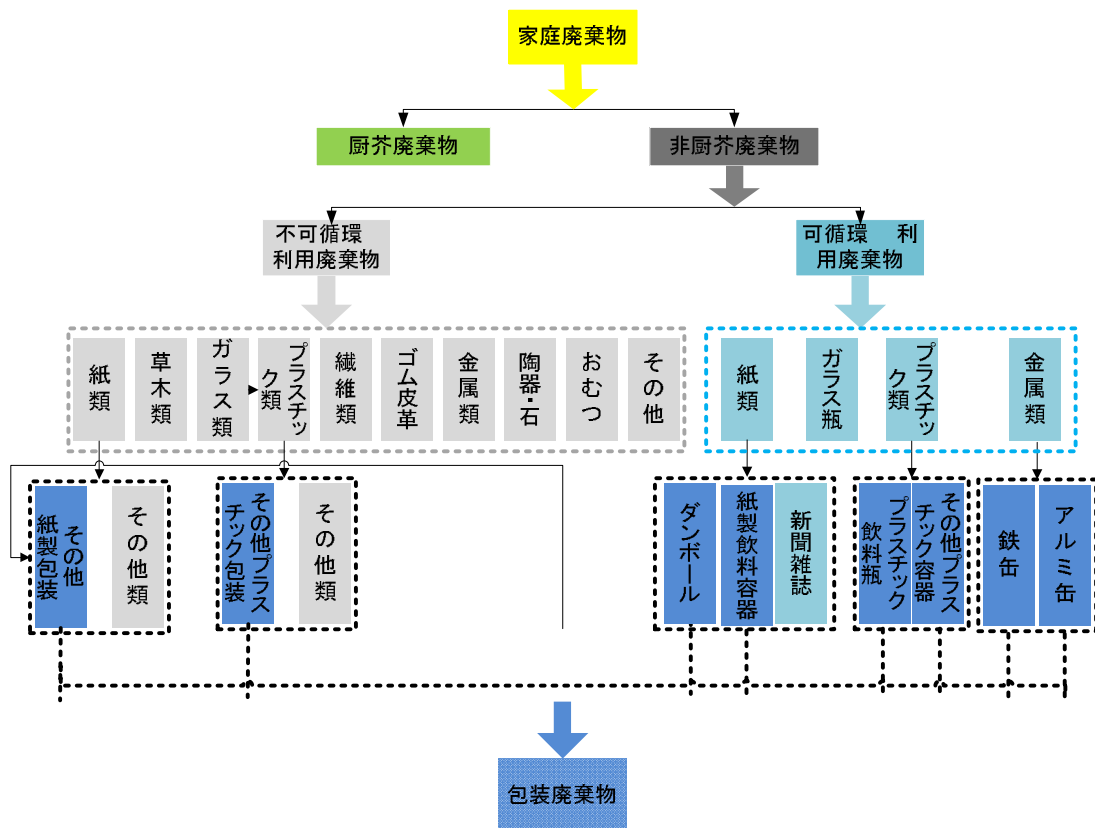 家庭廃棄物
厨芥廃棄物
非厨芥廃棄物
不可循環
利用廃棄物
可循環 利
用廃棄物
紙類
草木類
ガラス類
プラスチッ
ク類
繊維類
ゴム皮革
金属類
陶器・石
おむつ
その他
紙類
ガラス瓶
プラスチッ
ク類
金属類
その他
紙製包装
その他類
その他プラス
チック包装
その他類
ダンボール
紙製飲料容器
新聞雑誌
プラスチック
飲料瓶
その他プラス
チック容器
鉄缶
アルミ缶
包装廃棄物